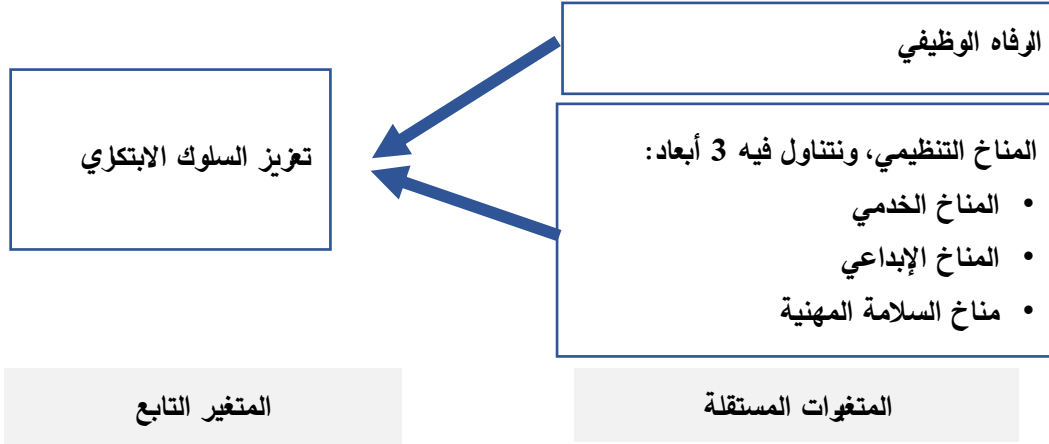 الوفاه الوظيفي
المناخ التنظيمي، ونتناول فيه 3 أبعاد:
• المناخ الخدمي
• المناخ الإبداعي
• مناخ السلامة المهنية
تعزيز السلوك الابتكاري
المتغيرات المستقلة
المتغير التابع